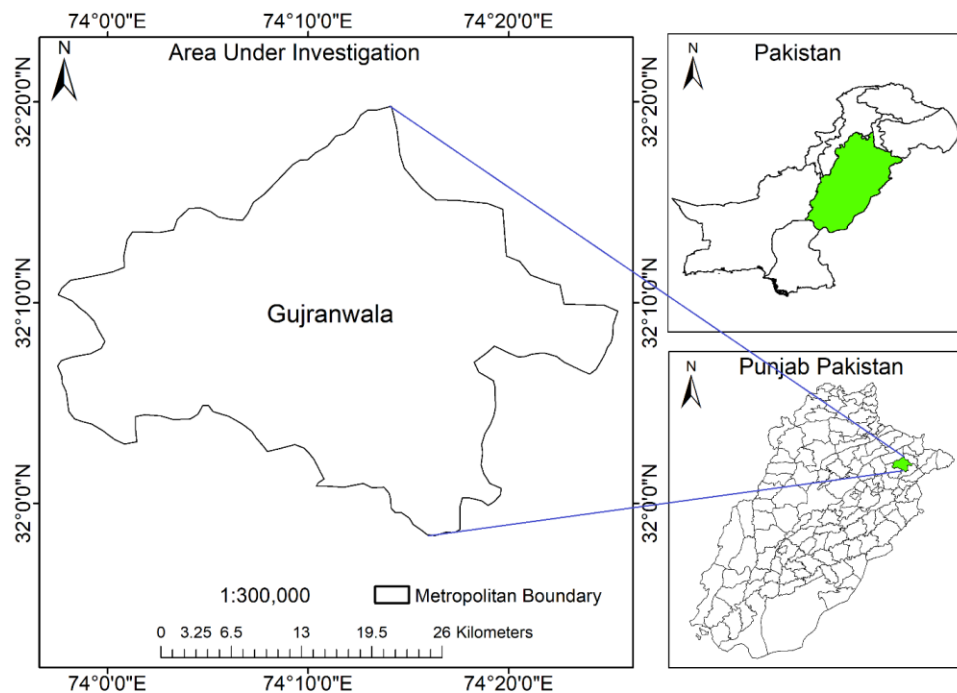 74°0'0"E 74°10'0"E 74°20'0"E
N
Area Under Investigation
32°20'0"N
32°10'0"N
32°0'0"N
Gujranwala
1:300,000
Metropolitan Boundary
0 3.25 6.5 13 19.5 26 Kilometers
74°0'0"E 74°10'0"E 74°20'0"E
32°20'0"N
32°10'0"N
32°0'0"N
Pakistan
N
Punjab Pakistan
N